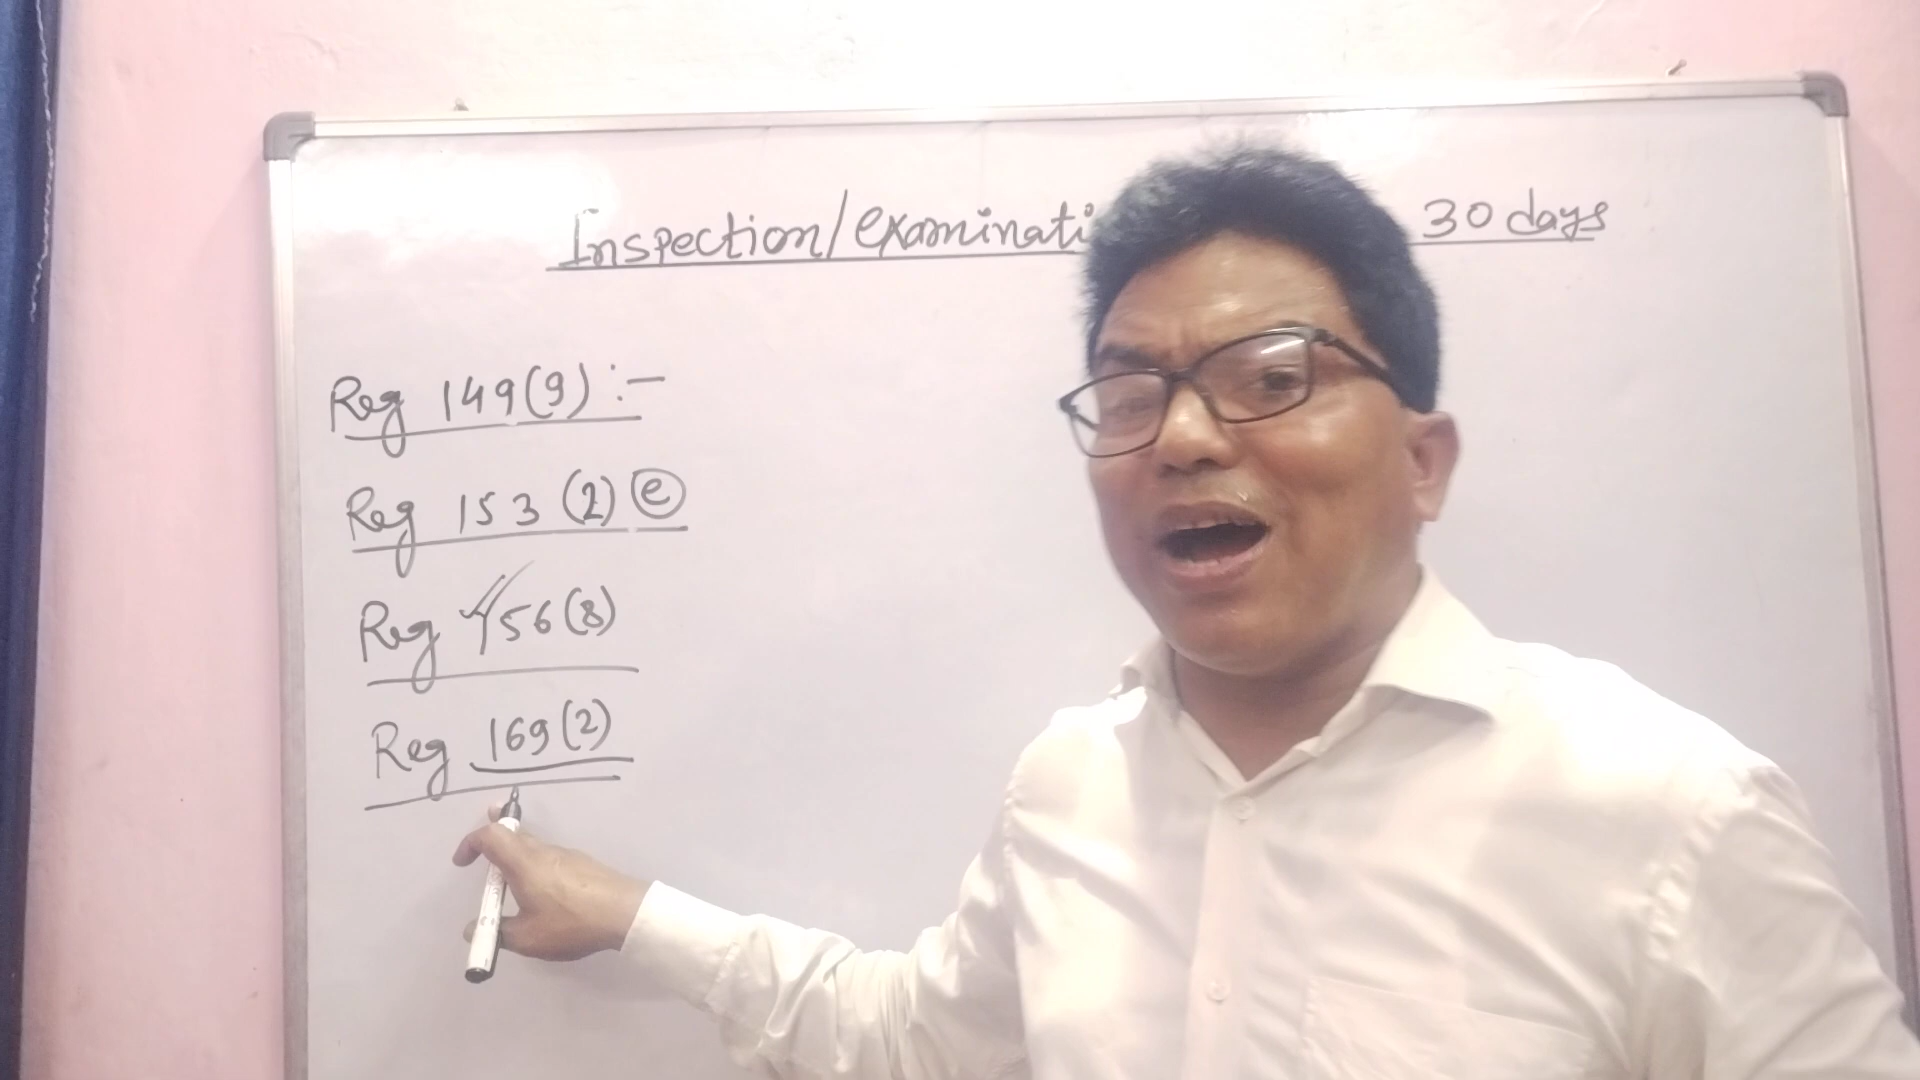 Inspection/examinati 30 days
Reg 149(9) :-
Reg 153 (2) (e)
Reg 156(8)
Reg 169(2)